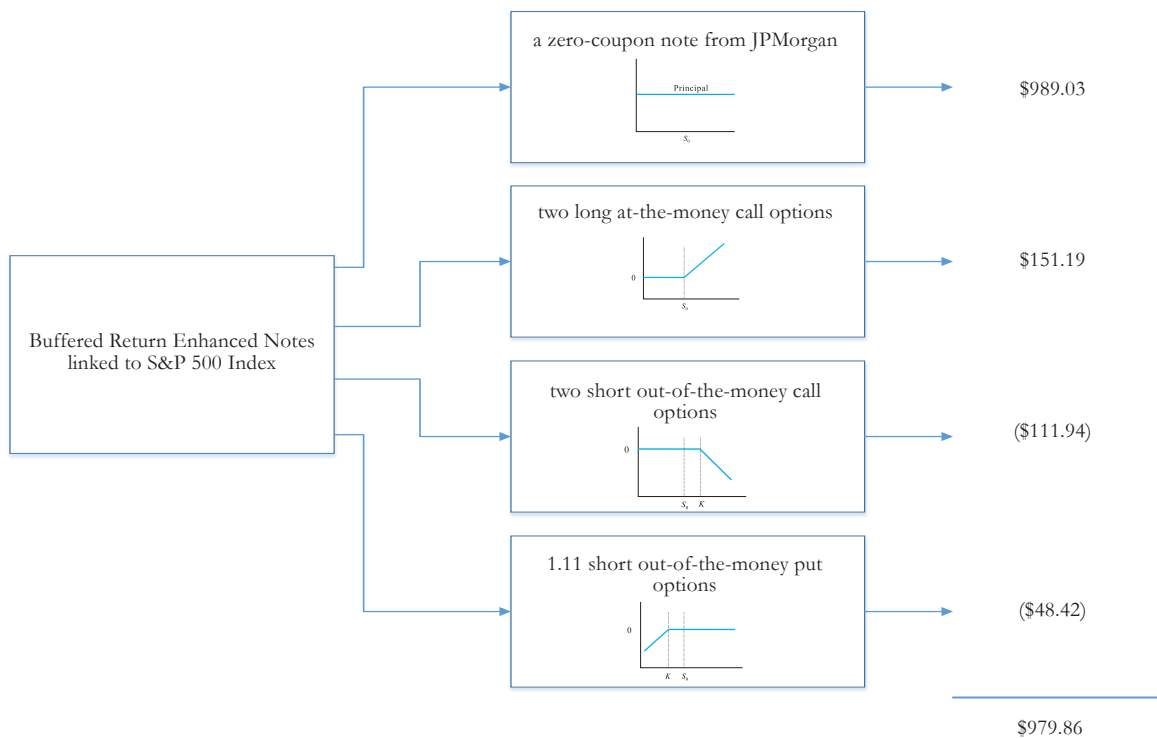 a zero-coupon note from JPMorgan
Principal
S₀
$989.03
two long at-the-money call options
0
S₀
$151.19
Buffered Return Enhanced Notes
linked to S&P 500 Index
two short out-of-the-money call
options
0
S₀ K
($111.94)
1.11 short out-of-the-money put
options
0
K S₀
($48.42)
$979.86